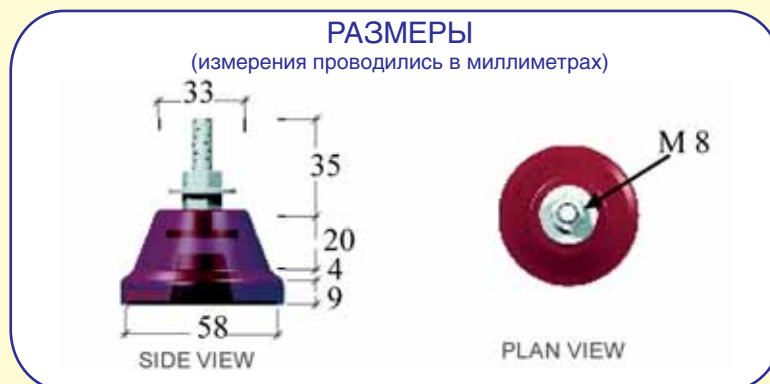 РАЗМЕРЫ
(измерения проводились в миллиметрах)
33
35
M 8
20
4
9
58
SIDE VIEW
PLAN VIEW